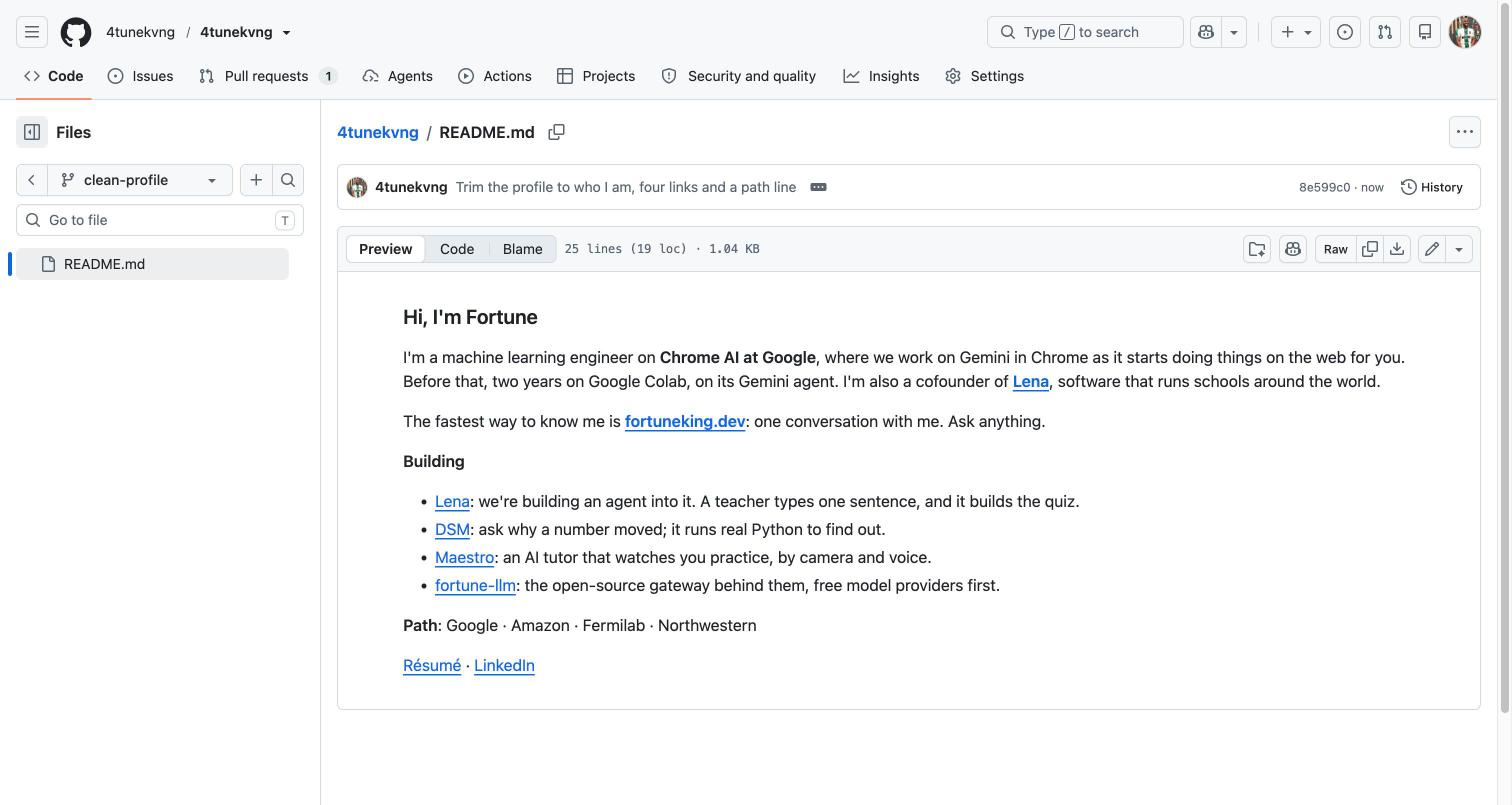 4tunekvng / 4tunekvng
Type / to search
Code
Issues
Pull requests 1
Agents
Actions
Projects
Security and quality
Insights
Settings
Files
clean-profile
Go to file
T
README.md
4tunekvng / README.md
4tunekvng Trim the profile to who I am, four links and a path line
8e599c0 · now
History
Preview
Code
Blame
25 lines (19 loc) · 1.04 KB
Raw
Hi, I'm Fortune
I'm a machine learning engineer on Chrome AI at Google, where we work on Gemini in Chrome as it starts doing things on the web for you.
Before that, two years on Google Colab, on its Gemini agent. I'm also a cofounder of Lena, software that runs schools around the world.
The fastest way to know me is fortuneking.dev: one conversation with me. Ask anything.
Building
• Lena: we're building an agent into it. A teacher types one sentence, and it builds the quiz.
• DSM: ask why a number moved; it runs real Python to find out.
• Maestro: an AI tutor that watches you practice, by camera and voice.
• fortune-llm: the open-source gateway behind them, free model providers first.
Path: Google · Amazon · Fermilab · Northwestern
Résumé · LinkedIn